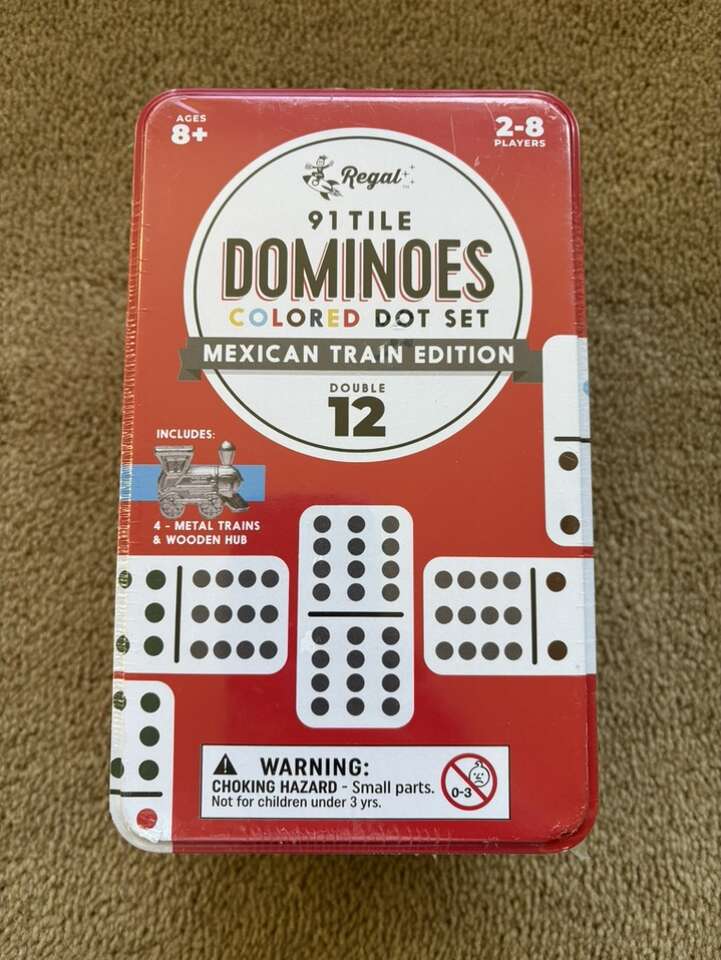 AGES
8+
2-8
PLAYERS
Regal
TM
91 TILE
DOMINOES
COLORED DOT SET
MEXICAN TRAIN EDITION
DOUBLE
12
INCLUDES:
4 - METAL TRAINS
& WOODEN HUB
WARNING:
CHOKING HAZARD - Small parts.
Not for children under 3 yrs.
0-3